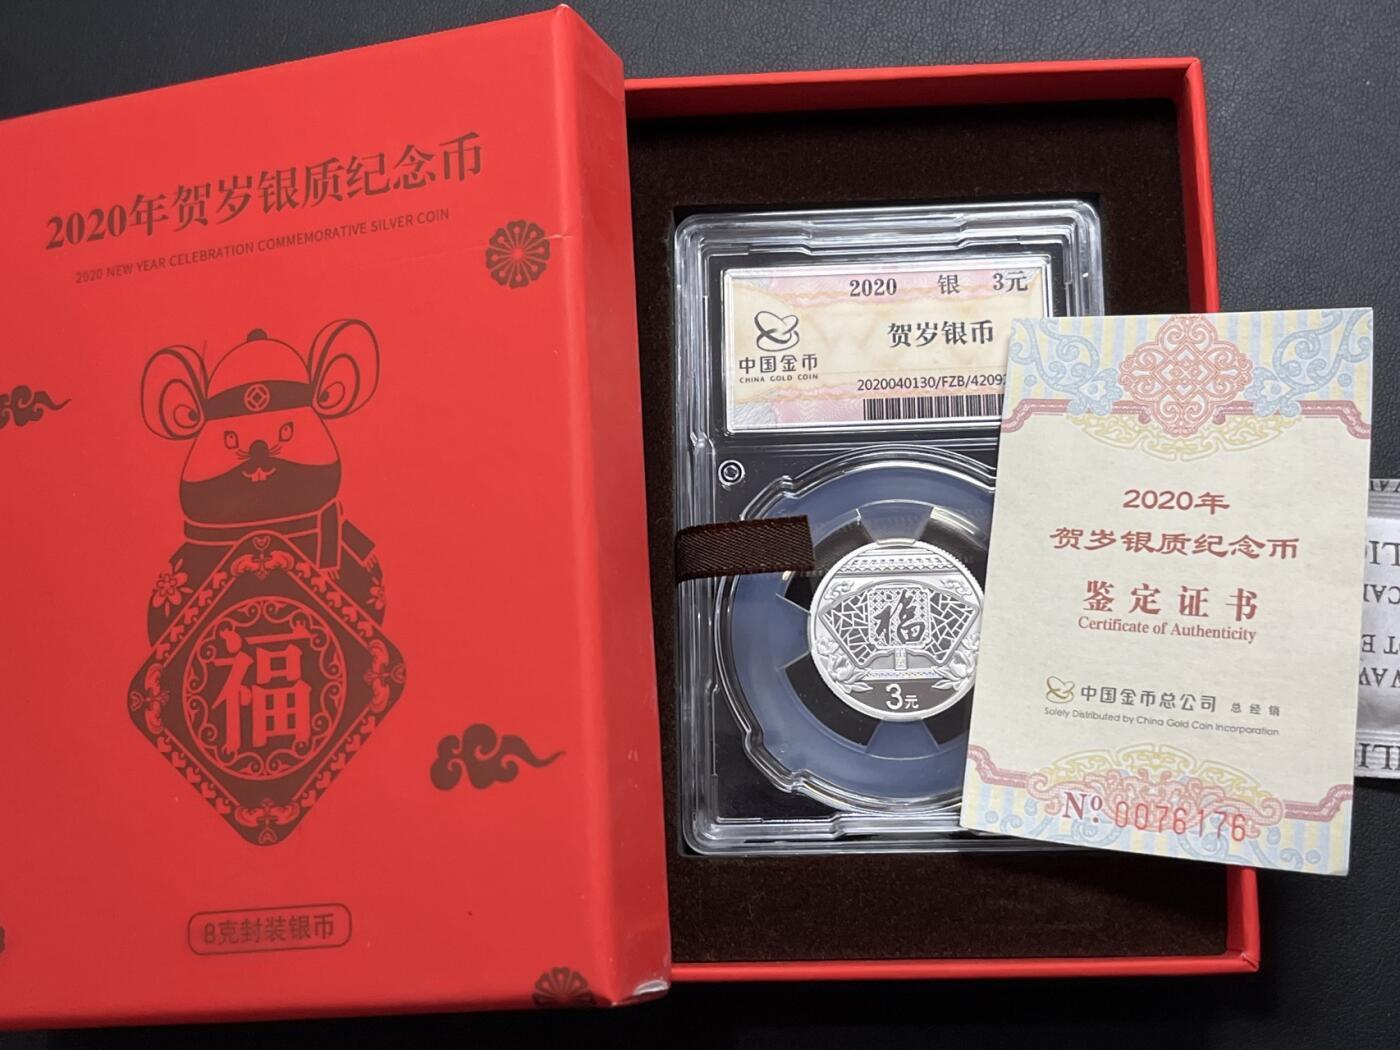 2020年贺岁银质纪念币
2020 NEW YEAR CELEBRATION COMMEMORATIVE SILVER COIN
福
8克封装银币
2020 银 3元
贺岁银币
中国金币
CHINA GOLD COIN
2020040130/FZB/4209
福
3元
2020年
贺岁银质纪念币
鉴定证书
Certificate of Authenticity
中国金币总公司 总经销
Solely Distributed by China Gold Coin Incorporation
Nº. 0076176